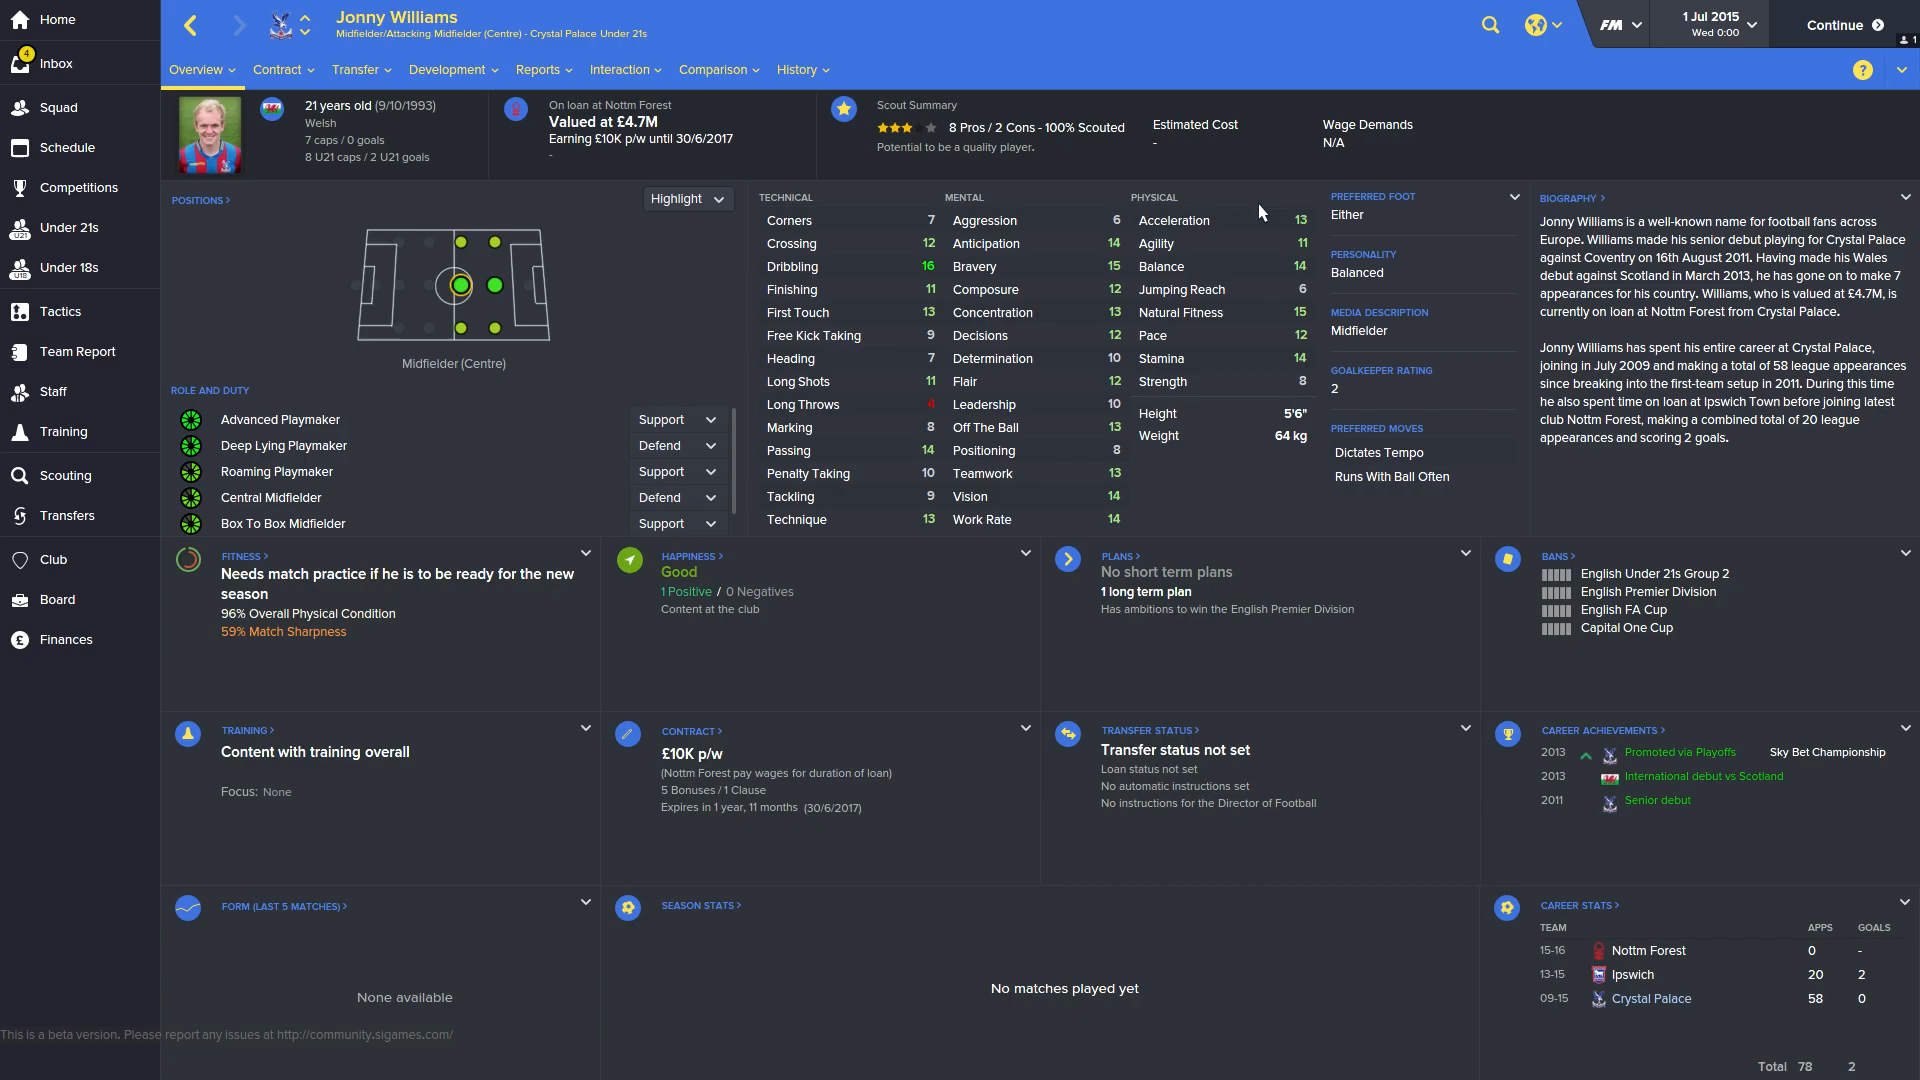 Home
4
Inbox
Squad
Schedule
Competitions
U21
Under 21s
U18
Under 18s
Tactics
Team Report
Staff
Training
Scouting
Transfers
Club
Board
£
Finances
Jonny Williams
Midfielder/Attacking Midfielder (Centre) - Crystal Palace Under 21s
FM
1 Jul 2015
Wed 0:00
Continue
1
Overview
Contract
Transfer
Development
Reports
Interaction
Comparison
History
?
21 years old (9/10/1993)
Welsh
7 caps / 0 goals
8 U21 caps / 2 U21 goals
On loan at Nottm Forest
Valued at £4.7M
Earning £10K p/w until 30/6/2017
-
Scout Summary
8 Pros / 2 Cons - 100% Scouted
Potential to be a quality player.
Estimated Cost
-
Wage Demands
N/A
POSITIONS >
Highlight
Midfielder (Centre)
ROLE AND DUTY
Advanced Playmaker Support
Deep Lying Playmaker Defend
Roaming Playmaker Support
Central Midfielder Defend
Box To Box Midfielder Support
TECHNICAL
Corners 7
Crossing 12
Dribbling 16
Finishing 11
First Touch 13
Free Kick Taking 9
Heading 7
Long Shots 11
Long Throws 4
Marking 8
Passing 14
Penalty Taking 10
Tackling 9
Technique 13
MENTAL
Aggression 6
Anticipation 14
Bravery 15
Composure 12
Concentration 13
Decisions 12
Determination 10
Flair 12
Leadership 10
Off The Ball 13
Positioning 8
Teamwork 13
Vision 14
Work Rate 14
PHYSICAL
Acceleration 13
Agility 11
Balance 14
Jumping Reach 6
Natural Fitness 15
Pace 12
Stamina 14
Strength 8
Height 5'6"
Weight 64 kg
PREFERRED FOOT
Either
PERSONALITY
Balanced
MEDIA DESCRIPTION
Midfielder
GOALKEEPER RATING
2
PREFERRED MOVES
Dictates Tempo
Runs With Ball Often
BIOGRAPHY >
Jonny Williams is a well-known name for football fans across
Europe. Williams made his senior debut playing for Crystal Palace
against Coventry on 16th August 2011. Having made his Wales
debut against Scotland in March 2013, he has gone on to make 7
appearances for his country. Williams, who is valued at £4.7M, is
currently on loan at Nottm Forest from Crystal Palace.
Jonny Williams has spent his entire career at Crystal Palace,
joining in July 2009 and making a total of 58 league appearances
since breaking into the first-team setup in 2011. During this time
he also spent time on loan at Ipswich Town before joining latest
club Nottm Forest, making a combined total of 20 league
appearances and scoring 2 goals.
FITNESS >
Needs match practice if he is to be ready for the new
season
96% Overall Physical Condition
59% Match Sharpness
HAPPINESS >
Good
1 Positive / 0 Negatives
Content at the club
PLANS >
No short term plans
1 long term plan
Has ambitions to win the English Premier Division
BANS >
English Under 21s Group 2
English Premier Division
English FA Cup
Capital One Cup
TRAINING >
Content with training overall
Focus: None
CONTRACT >
£10K p/w
(Nottm Forest pay wages for duration of loan)
5 Bonuses / 1 Clause
Expires in 1 year, 11 months (30/6/2017)
TRANSFER STATUS >
Transfer status not set
Loan status not set
No automatic instructions set
No instructions for the Director of Football
CAREER ACHIEVEMENTS >
2013 Promoted via Playoffs Sky Bet Championship
2013 International debut vs Scotland
2011 Senior debut
FORM (LAST 5 MATCHES) >
None available
SEASON STATS >
No matches played yet
CAREER STATS >
TEAM APPS GOALS
15-16 Nottm Forest 0 -
13-15 Ipswich 20 2
09-15 Crystal Palace 58 0
Total 78 2
This is a beta version. Please report any issues at http://community.sigames.com/